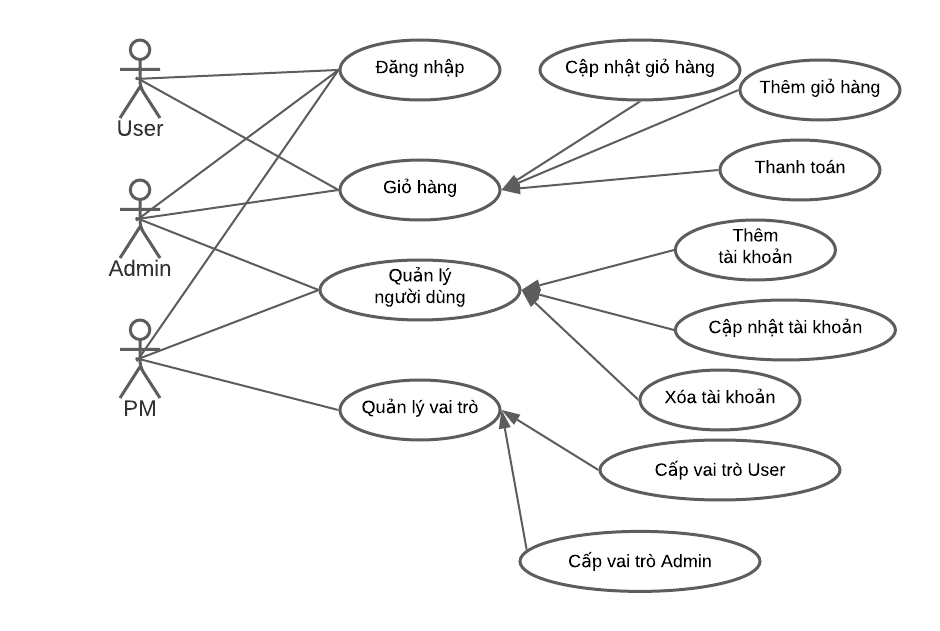 Đăng nhập
Cập nhật giỏ hàng
Thêm giỏ hàng
User
Thanh toán
Giỏ hàng
Thêm
tài khoản
Admin
Quản lý
người dùng
Cập nhật tài khoản
Xóa tài khoản
PM
Quản lý vai trò
Cấp vai trò User
Cấp vai trò Admin